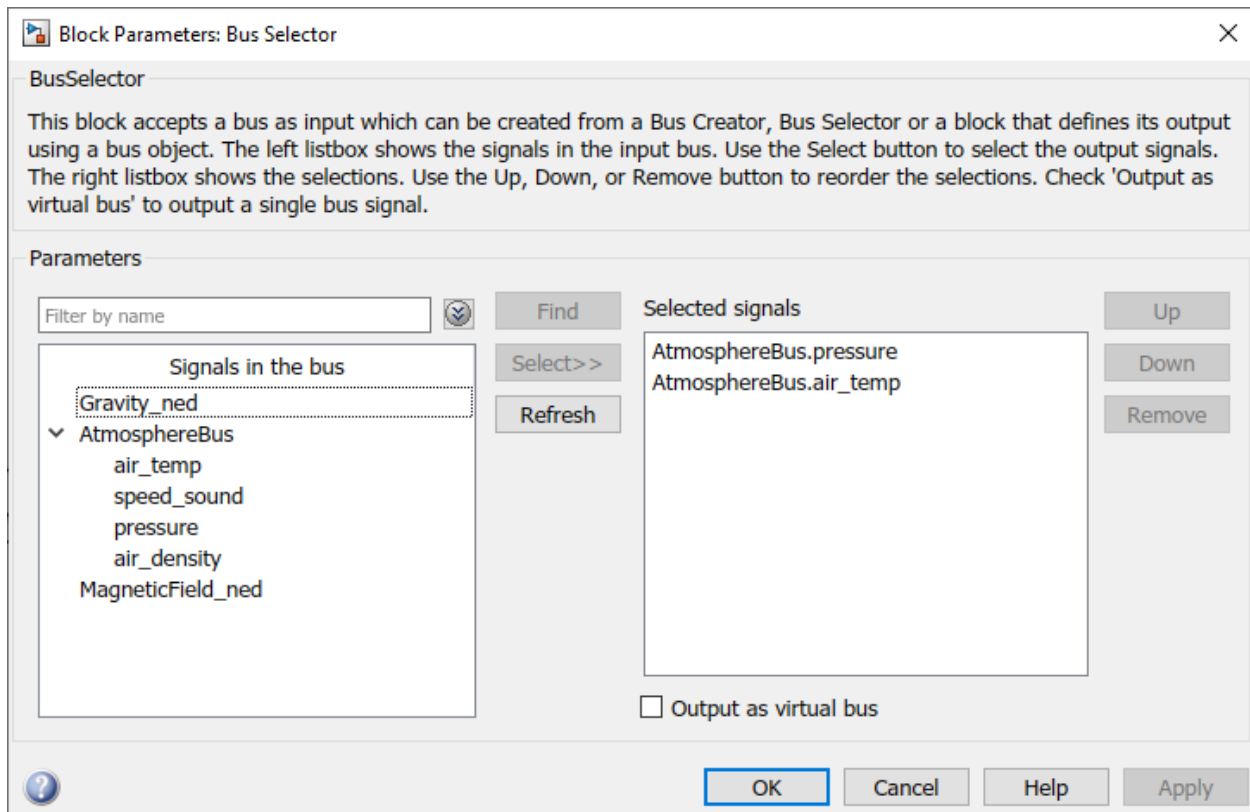 Block Parameters: Bus Selector
BusSelector
This block accepts a bus as input which can be created from a Bus Creator, Bus Selector or a block that defines its output
using a bus object. The left listbox shows the signals in the input bus. Use the Select button to select the output signals.
The right listbox shows the selections. Use the Up, Down, or Remove button to reorder the selections. Check 'Output as
virtual bus' to output a single bus signal.
Parameters
Filter by name
Find
Select>>
Refresh
Signals in the bus
Gravity_ned
AtmosphereBus
air_temp
speed_sound
pressure
air_density
MagneticField_ned
Selected signals
AtmosphereBus.pressure
AtmosphereBus.air_temp
Up
Down
Remove
Output as virtual bus
?
OK
Cancel
Help
Apply